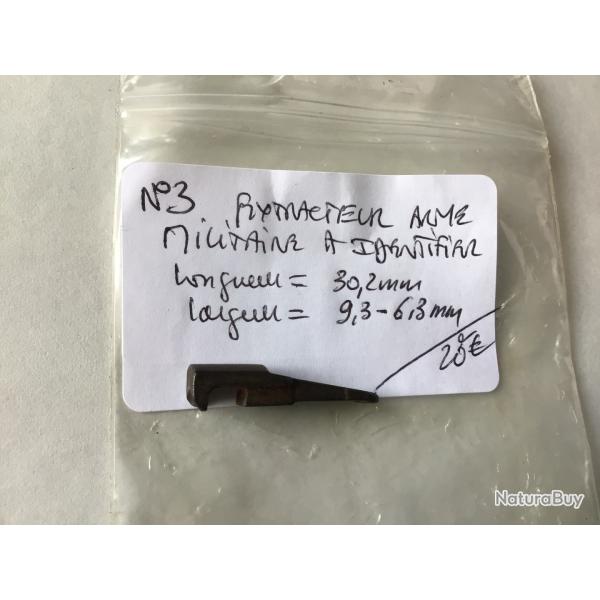 N°3 EXTRACTEUR ARME
MILITAIRE A IDENTIFIER
longueur = 30,2mm
largeur = 9,3-6,3mm
20€
NaturaBuy